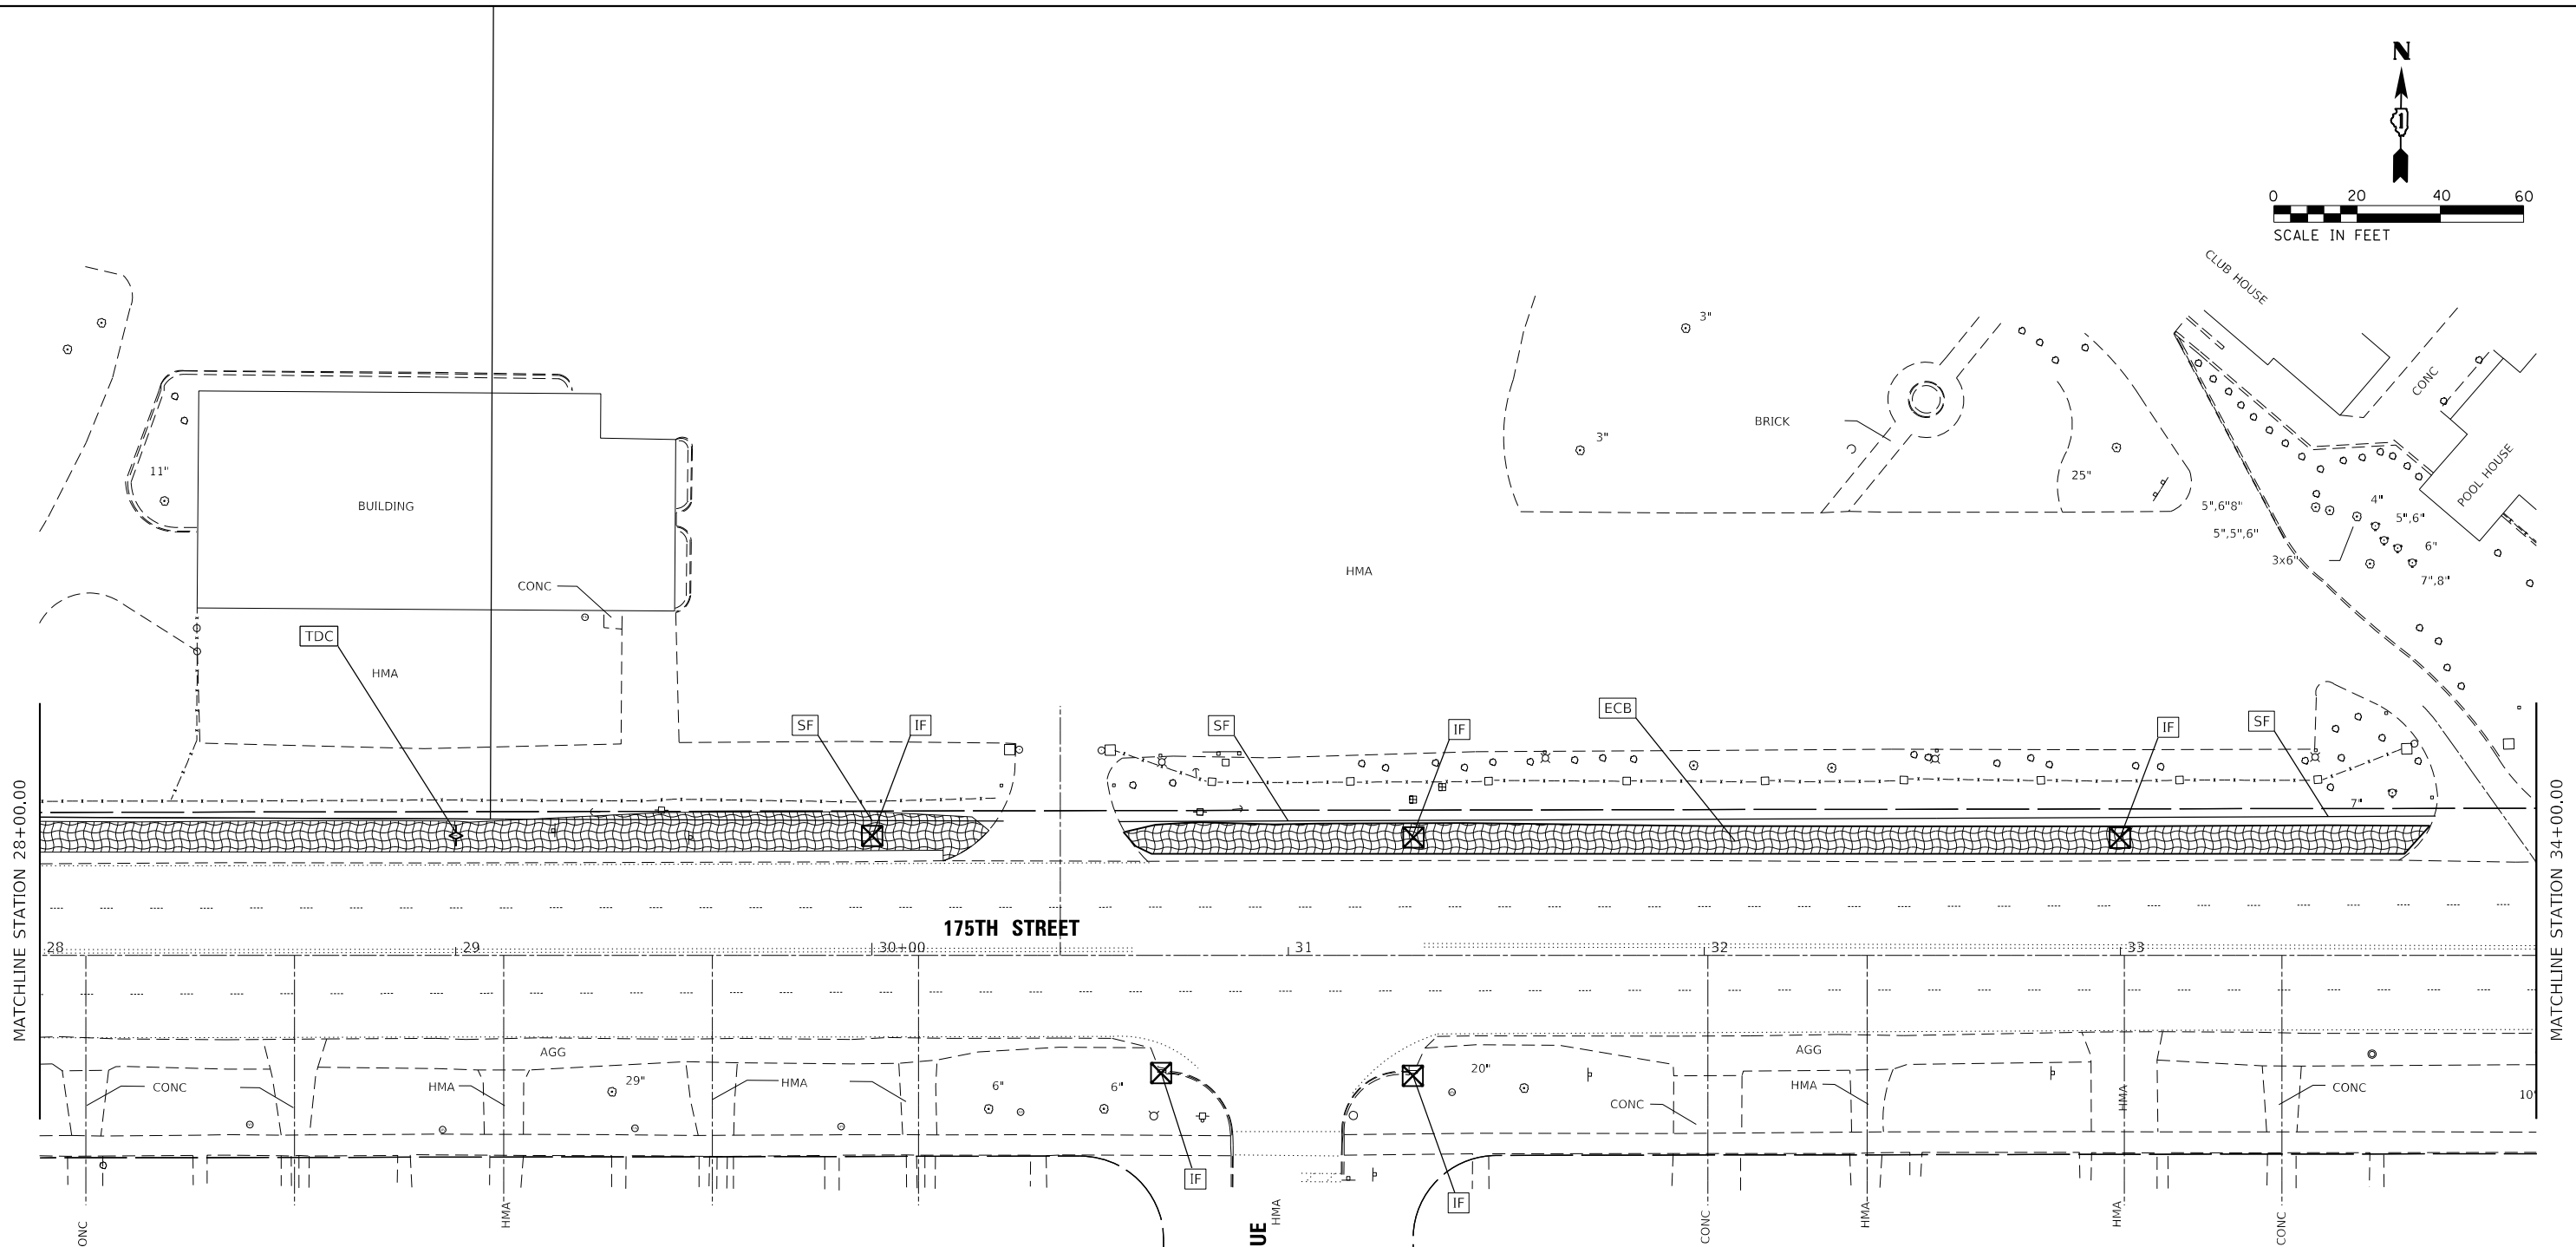 N
0 20 40 60
SCALE IN FEET
CLUB HOUSE
CONC
POOL HOUSE
3"
3"
BRICK
25"
11"
BUILDING
CONC
4"
5",6"8"
5",6"
5",5",6"
6"
3x6"
7",8"
HMA
TDC
HMA
SF
IF
SF
IF
ECB
IF
SF
7"
MATCHLINE STATION 28+00.00
MATCHLINE STATION 34+00.00
175TH STREET
28 29 30+00 31 32 33
AGG
AGG
CONC
HMA
29"
HMA
6"
6"
20"
CONC
HMA
HMA
CONC
10"
IF
IF
ONC
HMA
UE
HMA
CONC
HMA
HMA
CONC